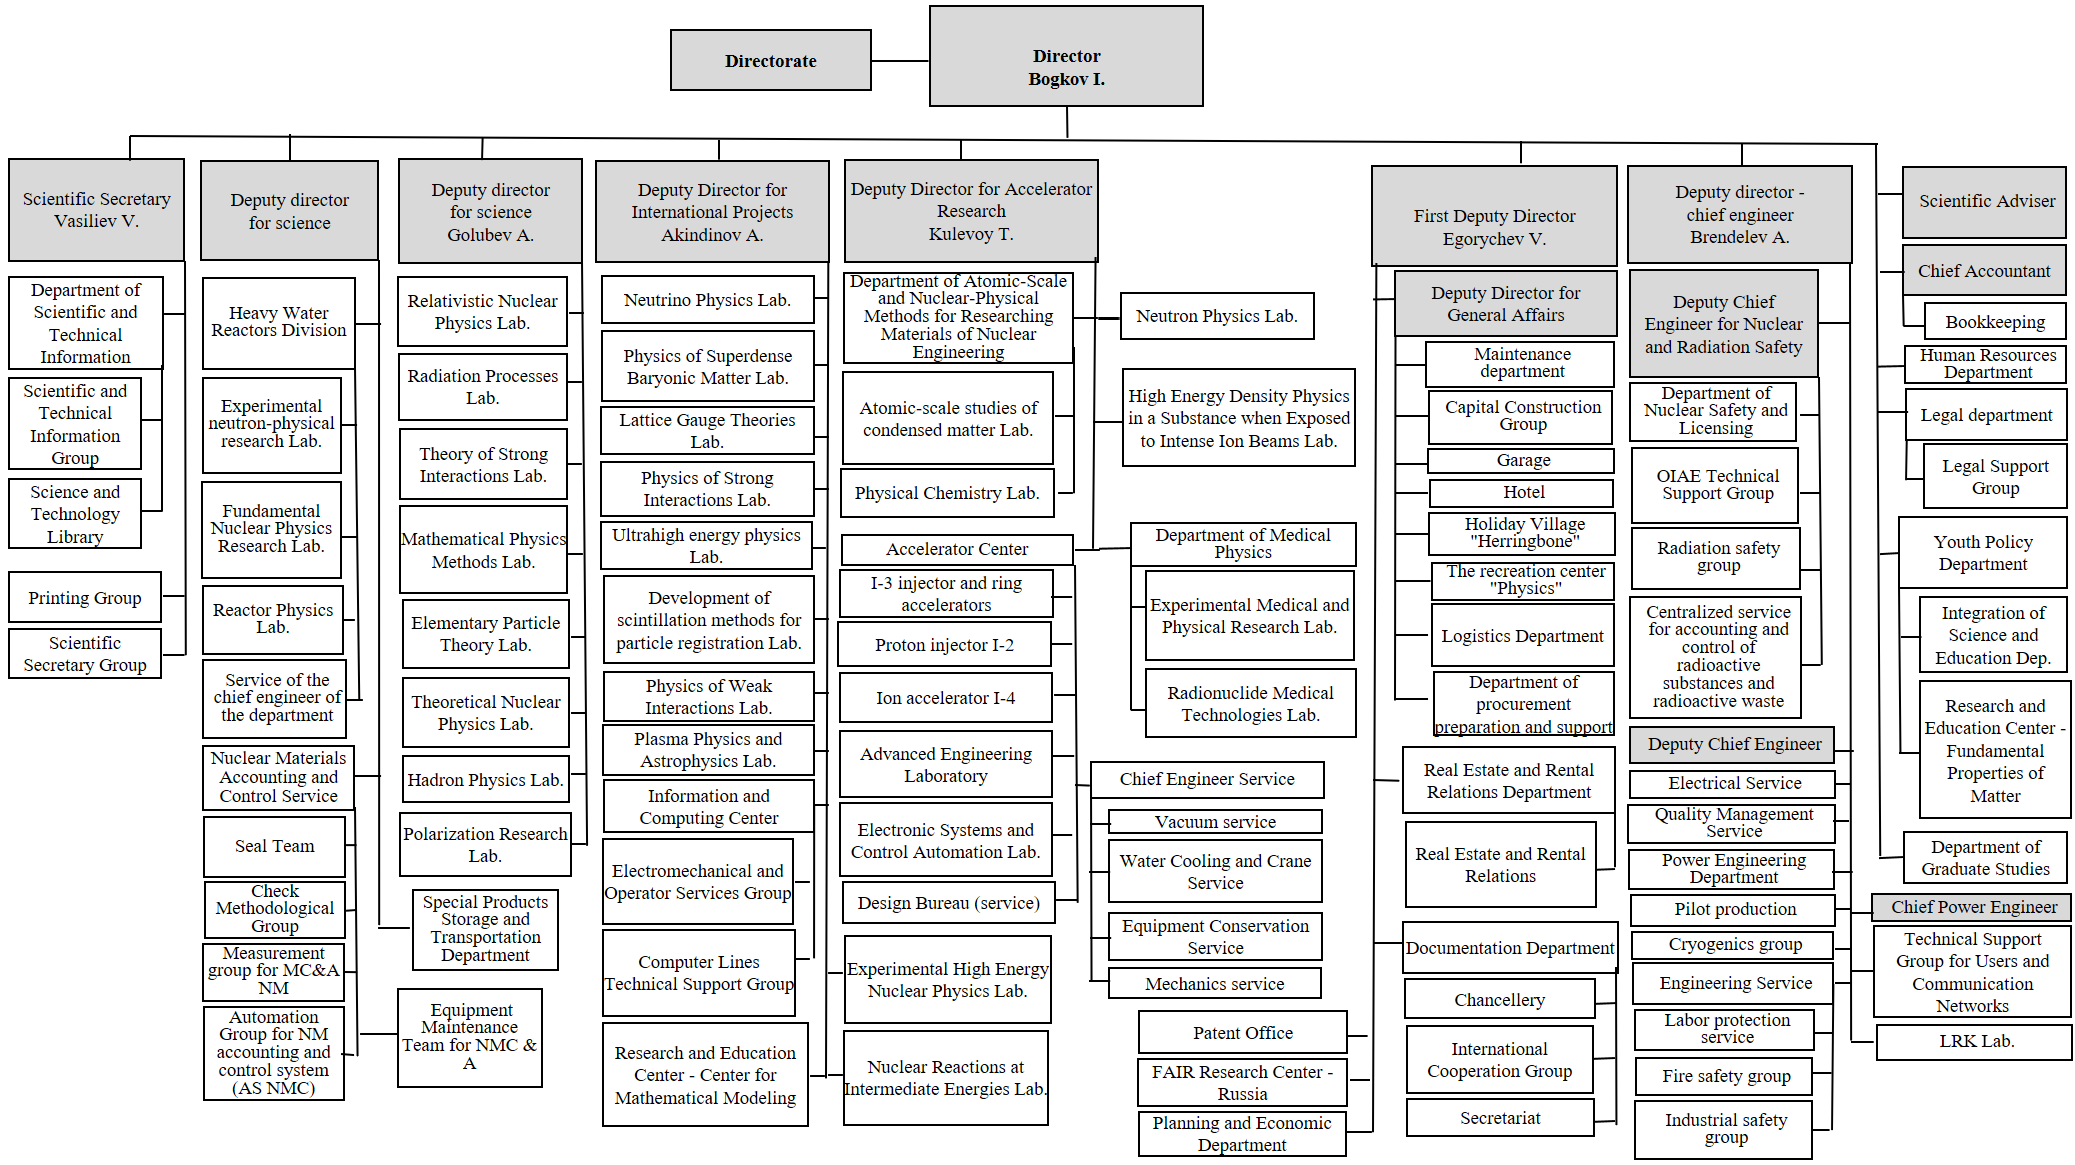 Directorate
Director
Bogkov I.
Scientific Secretary
Vasiliev V.
Department of
Scientific and
Technical
Information
Scientific and
Technical
Information
Group
Science and
Technology
Library
Printing Group
Scientific
Secretary Group
Deputy director
for science
Heavy Water
Reactors Division
Experimental
neutron-physical
research Lab.
Fundamental
Nuclear Physics
Research Lab.
Reactor Physics
Lab.
Service of the
chief engineer of
the department
Nuclear Materials
Accounting and
Control Service
Seal Team
Check
Methodological
Group
Measurement
group for MC&A
NM
Automation
Group for NM
accounting and
control system
(AS NMC)
Deputy director
for science
Golubev A.
Relativistic Nuclear
Physics Lab.
Radiation Processes
Lab.
Theory of Strong
Interactions Lab.
Mathematical Physics
Methods Lab.
Elementary Particle
Theory Lab.
Theoretical Nuclear
Physics Lab.
Hadron Physics Lab.
Polarization Research
Lab.
Special Products
Storage and
Transportation
Department
Equipment
Maintenance
Team for NMC &
A
Deputy Director for
International Projects
Akindinov A.
Neutrino Physics Lab.
Physics of Superdense
Baryonic Matter Lab.
Lattice Gauge Theories
Lab.
Physics of Strong
Interactions Lab.
Ultrahigh energy physics
Lab.
Development of
scintillation methods for
particle registration Lab.
Physics of Weak
Interactions Lab.
Plasma Physics and
Astrophysics Lab.
Information and
Computing Center
Electromechanical and
Operator Services Group
Computer Lines
Technical Support Group
Research and Education
Center - Center for
Mathematical Modeling
Deputy Director for Accelerator
Research
Kulevoy T.
Department of Atomic-Scale
and Nuclear-Physical
Methods for Researching
Materials of Nuclear
Engineering
Atomic-scale studies of
condensed matter Lab.
Physical Chemistry Lab.
Accelerator Center
I-3 injector and ring
accelerators
Proton injector I-2
Ion accelerator I-4
Advanced Engineering
Laboratory
Electronic Systems and
Control Automation Lab.
Design Bureau (service)
Experimental High Energy
Nuclear Physics Lab.
Nuclear Reactions at
Intermediate Energies Lab.
Neutron Physics Lab.
High Energy Density Physics
in a Substance when Exposed
to Intense Ion Beams Lab.
Department of Medical
Physics
Experimental Medical and
Physical Research Lab.
Radionuclide Medical
Technologies Lab.
Chief Engineer Service
Vacuum service
Water Cooling and Crane
Service
Equipment Conservation
Service
Mechanics service
Patent Office
FAIR Research Center -
Russia
Planning and Economic
Department
First Deputy Director
Egorychev V.
Deputy Director for
General Affairs
Maintenance
department
Capital Construction
Group
Garage
Hotel
Holiday Village
"Herringbone"
The recreation center
"Physics"
Logistics Department
Department of
procurement
preparation and support
Real Estate and Rental
Relations Department
Real Estate and Rental
Relations
Documentation Department
Chancellery
International
Cooperation Group
Secretariat
Deputy director -
chief engineer
Brendelev A.
Deputy Chief
Engineer for Nuclear
and Radiation Safety
Department of
Nuclear Safety and
Licensing
OIAE Technical
Support Group
Radiation safety
group
Centralized service
for accounting and
control of
radioactive
substances and
radioactive waste
Deputy Chief Engineer
Electrical Service
Quality Management
Service
Power Engineering
Department
Pilot production
Cryogenics group
Engineering Service
Labor protection
service
Fire safety group
Industrial safety
group
Scientific Adviser
Chief Accountant
Bookkeeping
Human Resources
Department
Legal department
Legal Support
Group
Youth Policy
Department
Integration of
Science and
Education Dep.
Research and
Education Center -
Fundamental
Properties of
Matter
Department of
Graduate Studies
Chief Power Engineer
Technical Support
Group for Users and
Communication
Networks
LRK Lab.